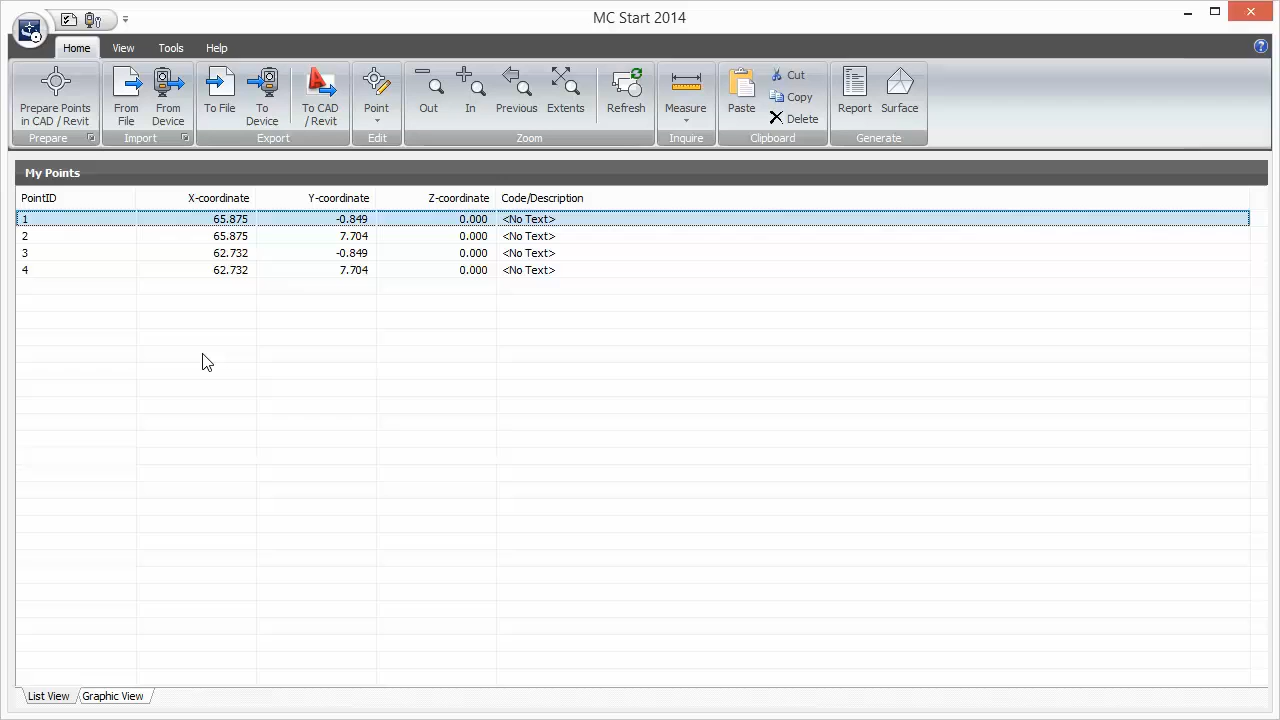 MC Start 2014
Home View Tools Help
Prepare Points in CAD / Revit
From File
From Device
To File
To Device
To CAD / Revit
Point
Out
In
Previous
Extents
Refresh
Measure
Paste
Cut
Copy
Delete
Report
Surface
Prepare Import Export Edit Zoom Inquire Clipboard Generate
My Points
PointID X-coordinate Y-coordinate Z-coordinate Code/Description
1 65.875 -0.849 0.000 <No Text>
2 65.875 7.704 0.000 <No Text>
3 62.732 -0.849 0.000 <No Text>
4 62.732 7.704 0.000 <No Text>
List View Graphic View